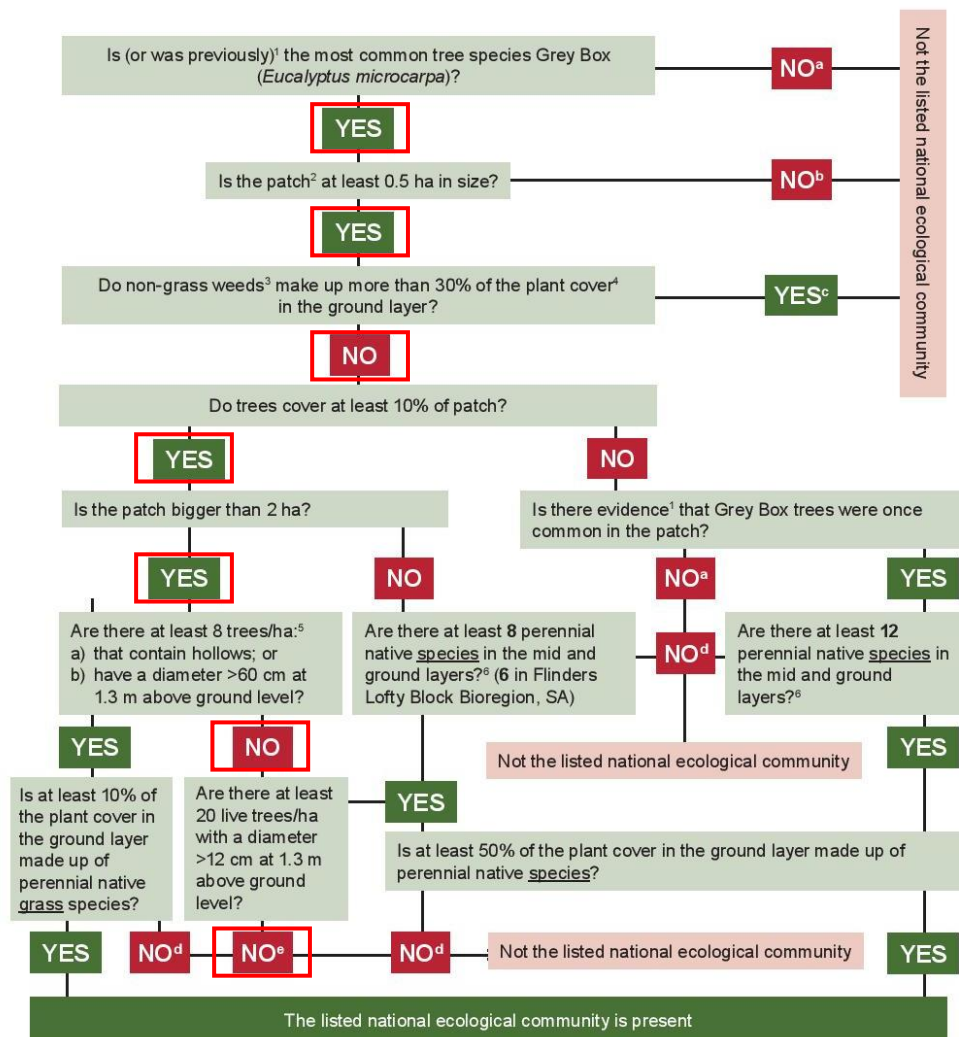 Is (or was previously)¹ the most common tree species Grey Box
(Eucalyptus microcarpa)?
NOᵃ
Not the listed national ecological community
YES
Is the patch² at least 0.5 ha in size?
NOᵇ
YES
Do non-grass weeds³ make up more than 30% of the plant cover⁴
in the ground layer?
YESᶜ
NO
Do trees cover at least 10% of patch?
YES
NO
Is the patch bigger than 2 ha?
Is there evidence¹ that Grey Box trees were once
common in the patch?
YES
NO
NOᵃ
YES
Are there at least 8 trees/ha:⁵
a) that contain hollows; or
b) have a diameter >60 cm at
1.3 m above ground level?
Are there at least 8 perennial
native species in the mid and
ground layers?⁶ (6 in Flinders
Lofty Block Bioregion, SA)
NOᵈ
Are there at least 12
perennial native species in
the mid and ground
layers?⁶
YES
NO
Not the listed national ecological community
YES
Is at least 10% of
the plant cover in
the ground layer
made up of
perennial native
grass species?
Are there at least
20 live trees/ha
with a diameter
>12 cm at 1.3 m
above ground
level?
YES
Is at least 50% of the plant cover in the ground layer made up of
perennial native species?
YES
NOᵈ
NOᵉ
NOᵈ
Not the listed national ecological community
YES
The listed national ecological community is present